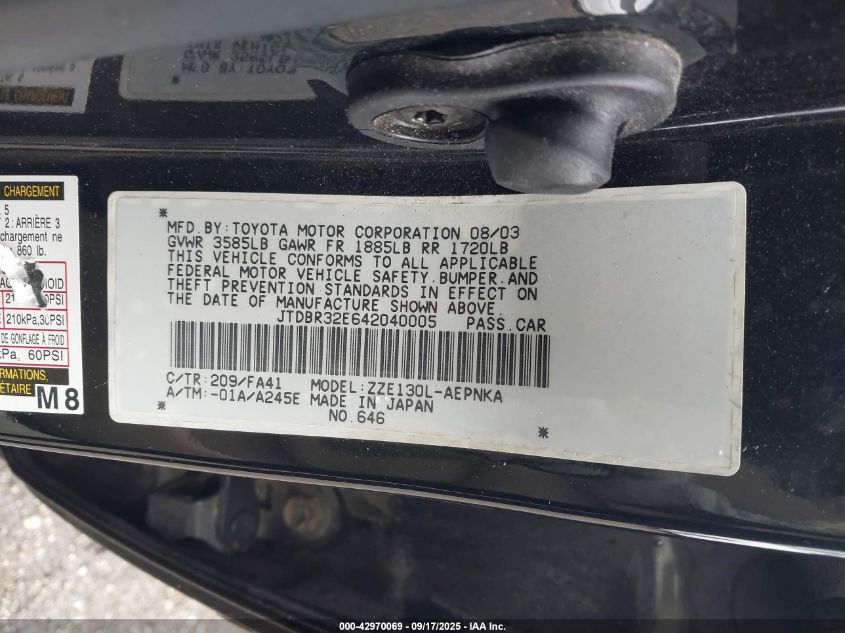 CHARGEMENT
5
2 : ARRIÈRE 3
chargement ne
860 lb.
210kPa,30PSI
DE GONFLAGE À FROID
kPa, 60PSI
M 8
*
MFD.BY:TOYOTA MOTOR CORPORATION 08/03
GVWR 3585LB GAWR FR 1885LB RR 1720LB
THIS VEHICLE CONFORMS TO ALL APPLICABLE
FEDERAL MOTOR VEHICLE SAFETY,BUMPER,AND
THEFT PREVENTION STANDARDS IN EFFECT ON
THE DATE OF MANUFACTURE SHOWN ABOVE.
JTDBR32E642040005 PASS.CAR
C/TR:209/FA41 MODEL:ZZE130L-AEPNKA
A/TM:-01A/A245E MADE IN JAPAN
NO.646
* *
000-42970069 - 09/17/2025 - IAA Inc.